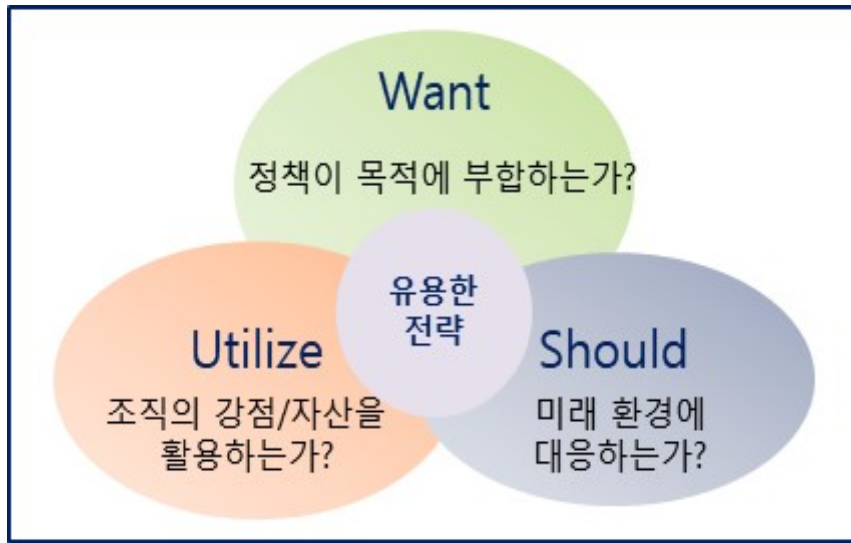 Want
정책이 목적에 부합하는가?
유용한
전략
Utilize
조직의 강점/자산을
활용하는가?
Should
미래 환경에
대응하는가?